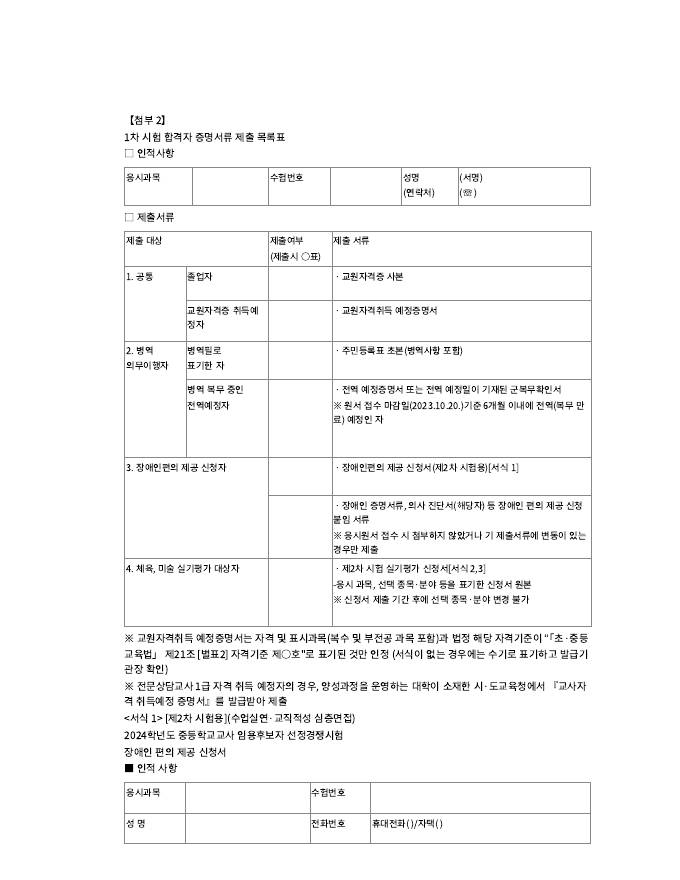 【첨부 2】
1차 시험 합격자 증명서류 제출 목록표
□ 인적사항
응시과목 수험번호 성명 (서명)
(연락처) (☏)
□ 제출서류
제출 대상 제출여부 제출 서류
(제출시 ○표)
1. 공통 졸업자 · 교원자격증 사본
교원자격증 취득예 · 교원자격취득 예정증명서
정자
2. 병역 병역필로 · 주민등록표 초본(병역사항 포함)
의무이행자 표기한 자
병역 복무 중인 · 전역 예정증명서 또는 전역 예정일이 기재된 군복무확인서
전역예정자 ※ 원서 접수 마감일(2023.10.20.)기준 6개월 이내에 전역(복무 만
료) 예정인 자
3. 장애인편의 제공 신청자 · 장애인편의 제공 신청서(제2차 시험용)[서식 1]
· 장애인 증명서류, 의사 진단서(해당자) 등 장애인 편의 제공 신청
붙임 서류
※ 응시원서 접수 시 첨부하지 않았거나 기 제출서류에 변동이 있는
경우만 제출
4. 체육, 미술 실기평가 대상자 · 제2차 시험 실기평가 신청서[서식 2,3]
-응시 과목, 선택 종목·분야 등을 표기한 신청서 원본
※ 신청서 제출 기간 후에 선택 종목·분야 변경 불가
※ 교원자격취득 예정증명서는 자격 및 표시과목(복수 및 부전공 과목 포함)과 법정 해당 자격기준이 “「초·중등
교육법」 제21조 [별표2] 자격기준 제○호"로 표기된 것만 인정 (서식이 없는 경우에는 수기로 표기하고 발급기
관장 확인)
※ 전문상담교사 1급 자격 취득 예정자의 경우, 양성과정을 운영하는 대학이 소재한 시·도교육청에서 『교사자
격 취득예정 증명서』를 발급받아 제출
<서식 1> [제2차 시험용](수업실연·교직적성 심층면접)
2024학년도 중등학교교사 임용후보자 선정경쟁시험
장애인 편의 제공 신청서
■ 인적 사항
응시과목 수험번호
성 명 전화번호 휴대전화( )/자택( )